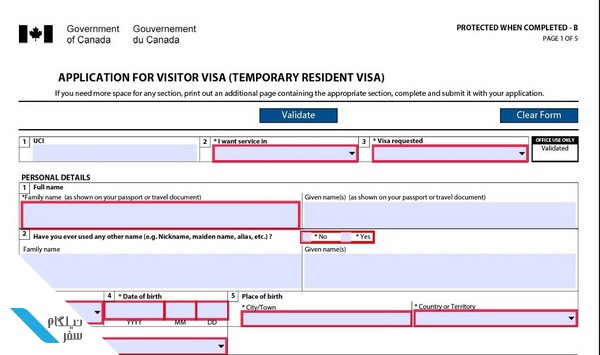 Government of Canada
Gouvernement du Canada
PROTECTED WHEN COMPLETED - B
PAGE 1 OF 5
APPLICATION FOR VISITOR VISA (TEMPORARY RESIDENT VISA)
If you need more space for any section, print out an additional page containing the appropriate section, complete and submit it with your application.
Validate
Clear Form
1 UCI
2 * I want service in
3 * Visa requested
OFFICE USE ONLY
Validated
PERSONAL DETAILS
1 Full name
*Family name (as shown on your passport or travel document)
Given name(s) (as shown on your passport or travel document)
2 Have you ever used any other name (e.g. Nickname, maiden name, alias, etc.) ?
* No * Yes
Family name
Given name(s)
4 * Date of birth
5 Place of birth
* City/Town
* Country or Territory
YYYY MM DD
سفر